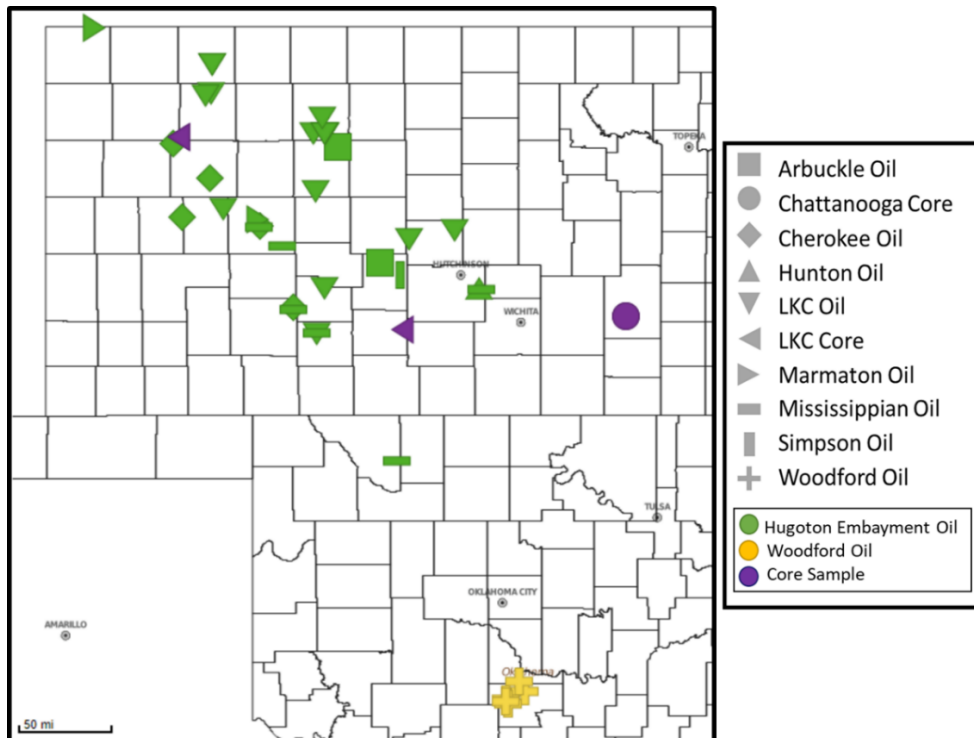 TOPEKA
HUTCHINSON
WICHITA
TULSA
OKLAHOMA CITY
AMARILLO
Oklahoma
50 mi
Arbuckle Oil
Chattanooga Core
Cherokee Oil
Hunton Oil
LKC Oil
LKC Core
Marmaton Oil
Mississippian Oil
Simpson Oil
Woodford Oil
Hugoton Embayment Oil
Woodford Oil
Core Sample